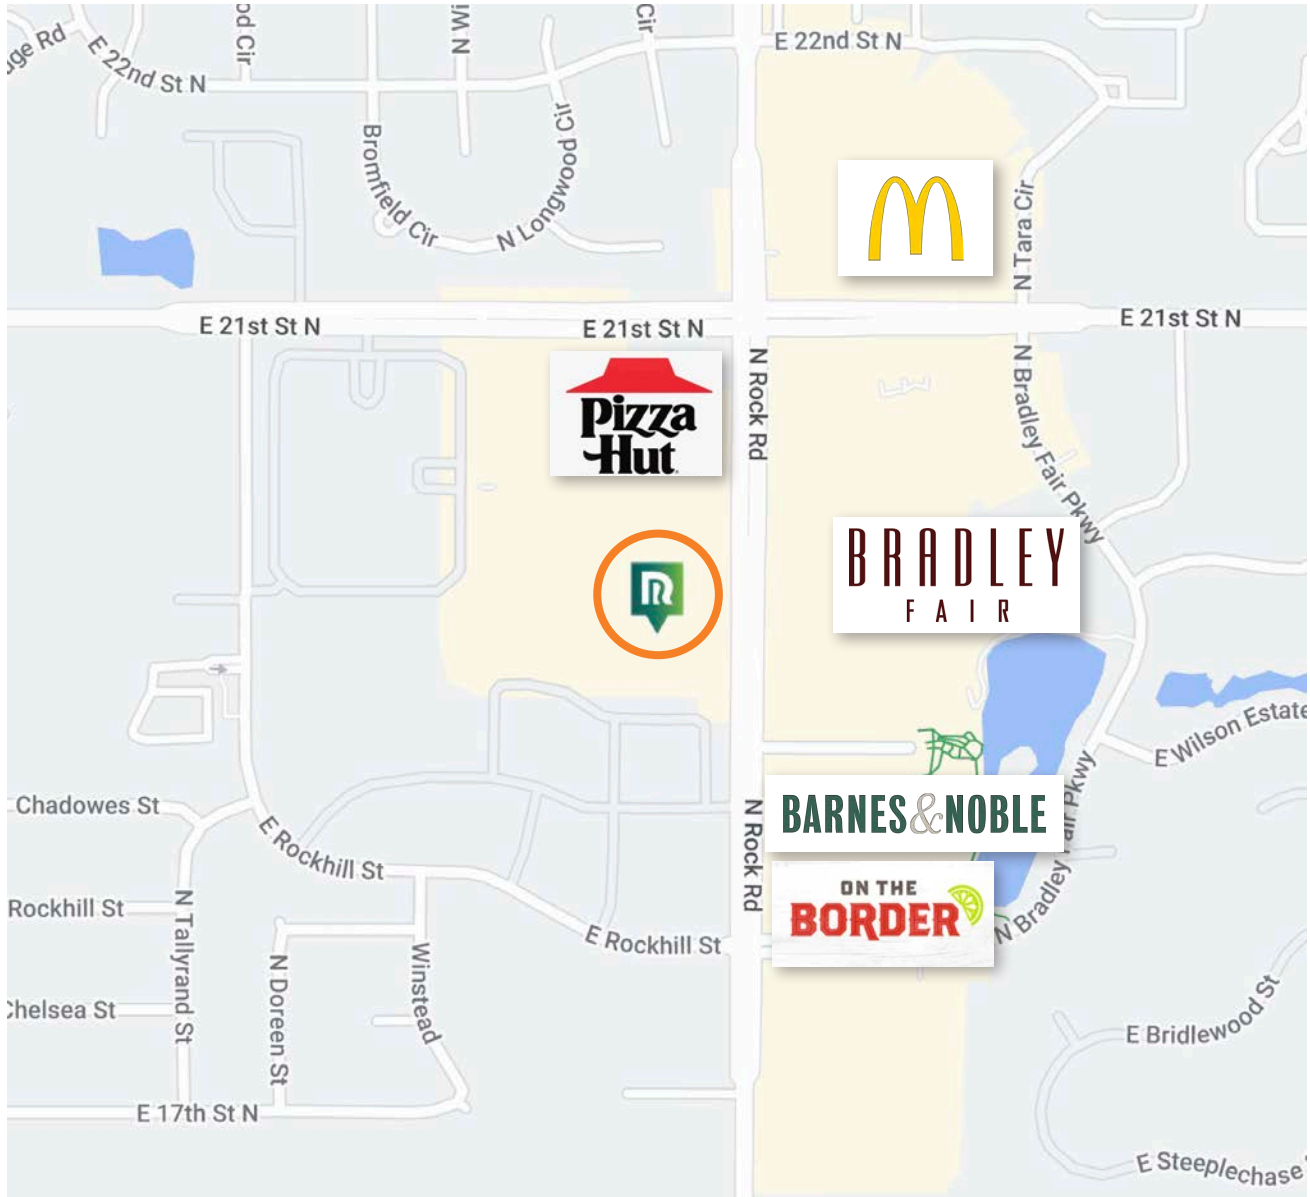 uge Rd
E 22nd St N
od Cir
N Wi
Cir
E 22nd St N
Bromfield Cir
N Longwood Cir
N Tara Cir
E 21st St N
E 21st St N
E 21st St N
N Rock Rd
Pizza
Hut
N Bradley Fair Pkwy
BRADLEY
FAIR
E Wilson Estate
Chadowes St
E Rockhill St
N Rock Rd
BARNES&NOBLE
N Bradley Fair Pkwy
ON THE
BORDER
Rockhill St
N Tallyrand St
E Rockhill St
N Doreen St
Winstead
Chelsea St
E Bridlewood St
E 17th St N
E Steeplechase